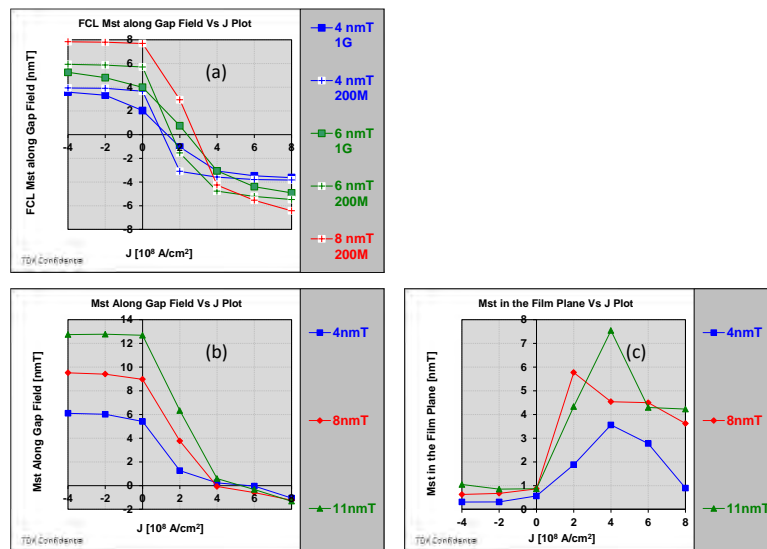 FCL Mst along Gap Field Vs J Plot
FCL Mst along Gap Field [nmT]
8
6
4
2
0
-2
-4
-6
-8
-4 -2 0 2 4 6 8
J [10⁸ A/cm²]
(a)
4 nmT
1G
4 nmT
200M
6 nmT
1G
6 nmT
200M
8 nmT
200M
TDK Confidential
Mst Along Gap Field Vs J Plot
Mst Along Gap Field [nmT]
14
12
10
8
6
4
2
0
-2
-4 -2 0 2 4 6 8
J [10⁸ A/cm²]
(b)
4nmT
8nmT
11nmT
TDK Confidential
Mst in the Film Plane Vs J Plot
Mst in the Film Plane [nmT]
8
7
6
5
4
3
2
1
0
-4 -2 0 2 4 6 8
J [10⁸ A/cm²]
(c)
4nmT
8nmT
11nmT
TDK Confidential